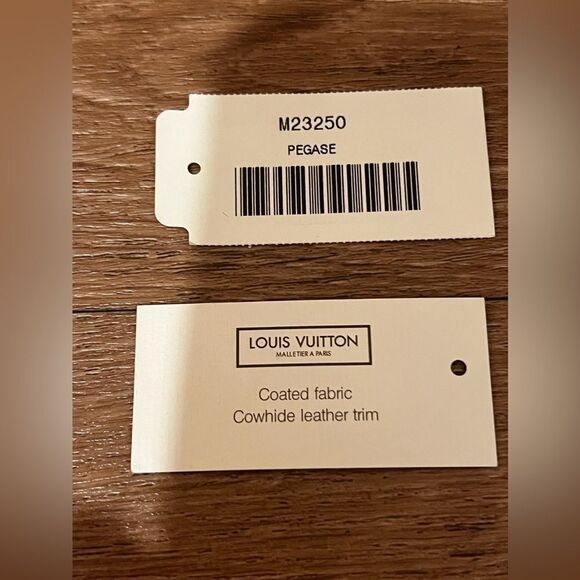 M23250
PEGASE
LOUIS VUITTON
MALLETIER A PARIS
Coated fabric
Cowhide leather trim